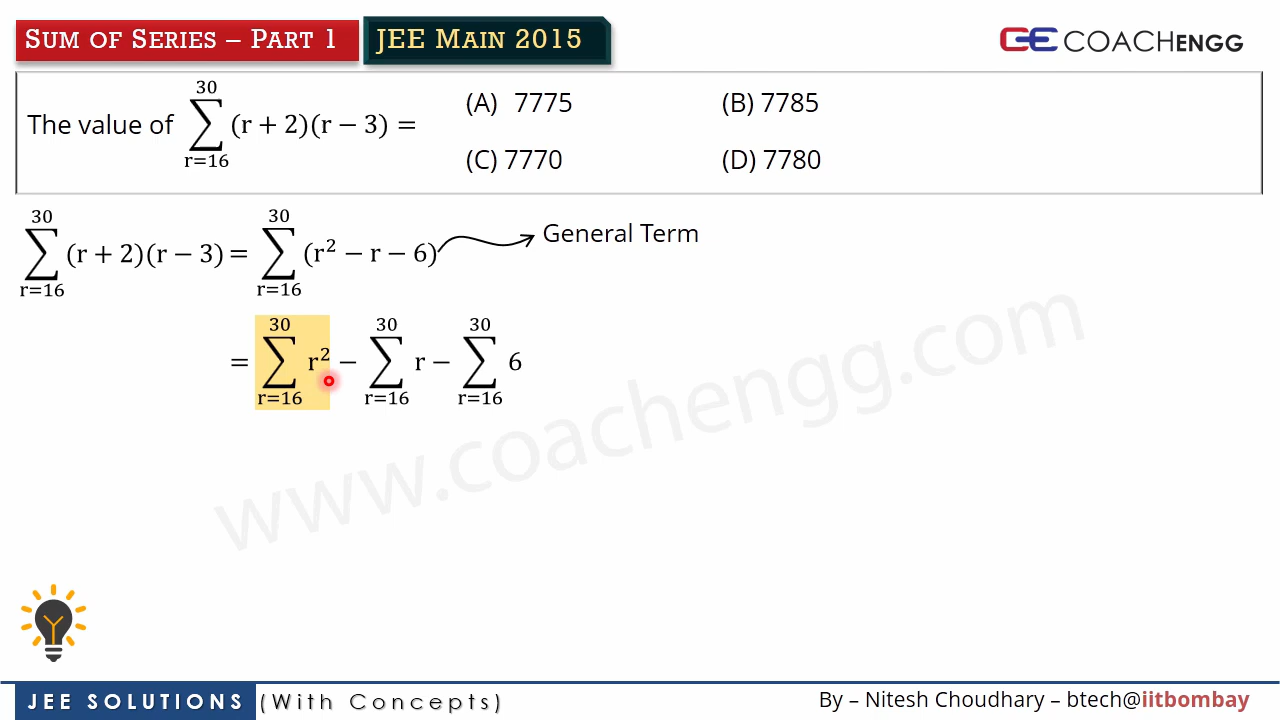 SUM OF SERIES – PART 1
JEE MAIN 2015
CE COACHENGG
The value of ∑_{r=16}^{30} (r + 2)(r − 3) =
(A) 7775 (B) 7785
(C) 7770 (D) 7780
∑_{r=16}^{30} (r + 2)(r − 3) = ∑_{r=16}^{30} (r² − r − 6) General Term
= ∑_{r=16}^{30} r² − ∑_{r=16}^{30} r − ∑_{r=16}^{30} 6
www.coachengg.com
JEE SOLUTIONS (With Concepts)
By – Nitesh Choudhary – btech@iitbombay